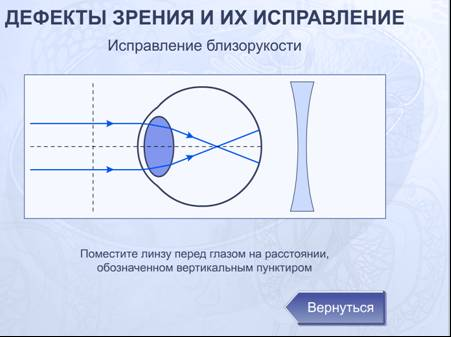 ДЕФЕКТЫ ЗРЕНИЯ И ИХ ИСПРАВЛЕНИЕ
Исправление близорукости
Поместите линзу перед глазом на расстоянии,
обозначенном вертикальным пунктиром
Вернуться